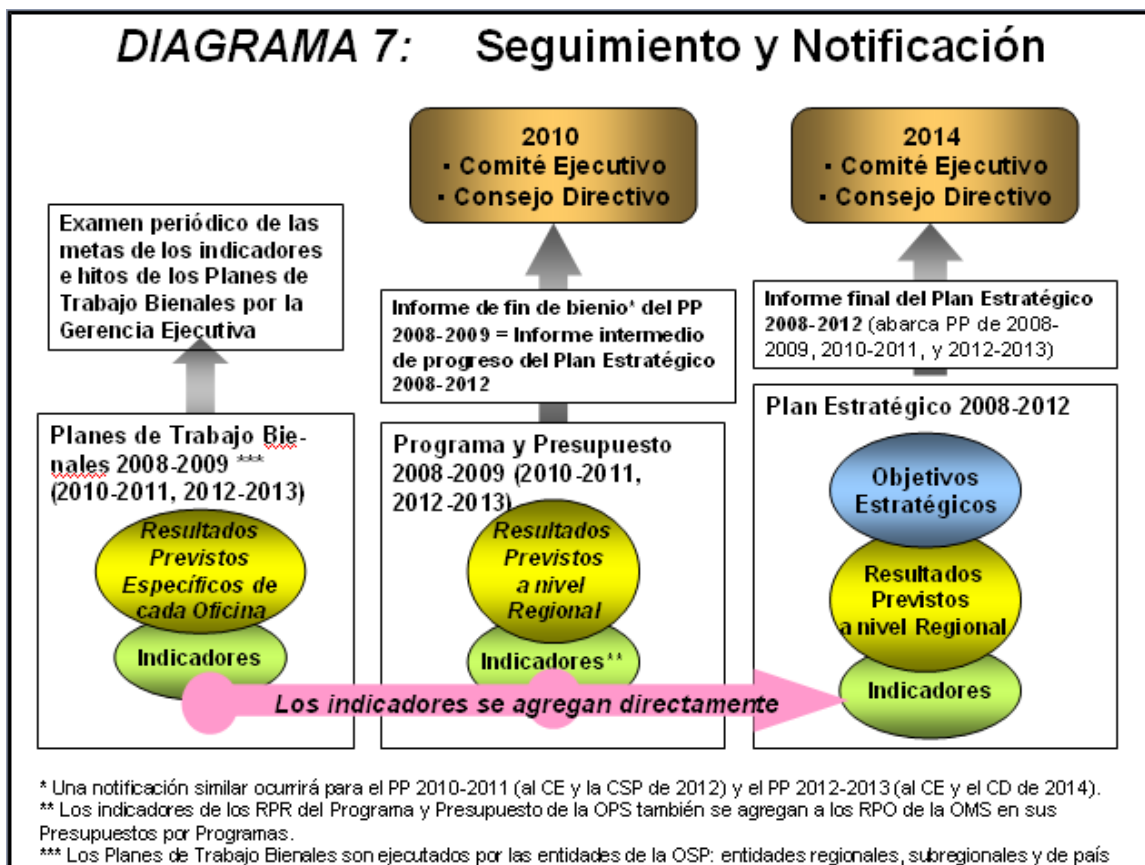 DIAGRAMA 7: Seguimiento y Notificación
2010
▪ Comité Ejecutivo
▪ Consejo Directivo
2014
▪ Comité Ejecutivo
▪ Consejo Directivo
Examen periódico de las
metas de los indicadores
e hitos de los Planes de
Trabajo Bienales por la
Gerencia Ejecutiva
Informe de fin de bienio* del PP
2008-2009 = Informe intermedio
de progreso del Plan Estratégico
2008-2012
Informe final del Plan Estratégico
2008-2012 (abarca PP de 2008-
2009, 2010-2011, y 2012-2013)
Planes de Trabajo Bie-
nales 2008-2009 ***
(2010-2011, 2012-2013)
Resultados
Previstos
Específicos de
cada Oficina
Indicadores
Programa y Presupuesto
2008-2009 (2010-2011,
2012-2013)
Resultados
Previstos
a nivel
Regional
Indicadores**
Plan Estratégico 2008-2012
Objetivos
Estratégicos
Resultados
Previstos
a nivel Regional
Indicadores
Los indicadores se agregan directamente
* Una notificación similar ocurrirá para el PP 2010-2011 (al CE y la CSP de 2012) y el PP 2012-2013 (al CE y el CD de 2014).
** Los indicadores de los RPR del Programa y Presupuesto de la OPS también se agregan a los RPO de la OMS en sus
Presupuestos por Programas.
*** Los Planes de Trabajo Bienales son ejecutados por las entidades de la OSP: entidades regionales, subregionales y de país